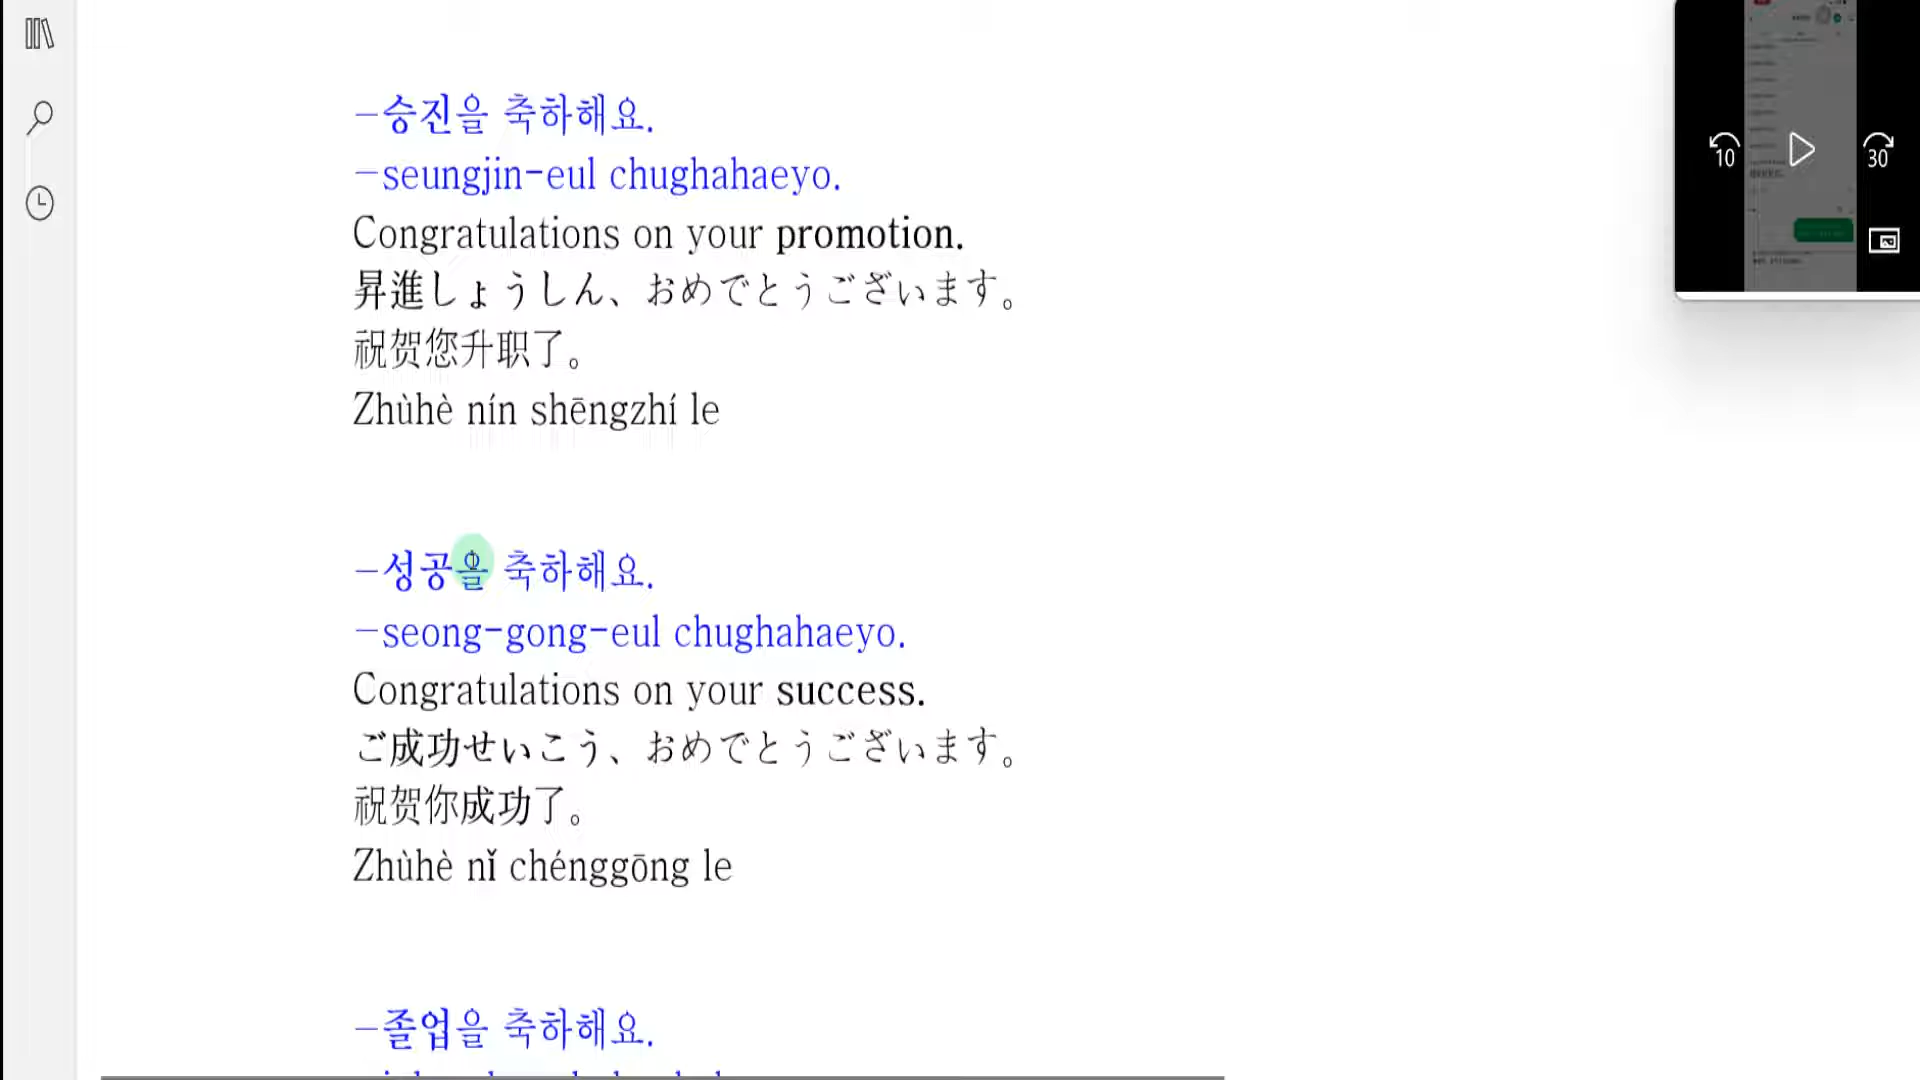 –승진을 축하해요.
–seungjin-eul chughahaeyo.
Congratulations on your promotion.
昇進しょうしん、おめでとうございます。
祝贺您升职了。
Zhùhè nín shēngzhí le
–성공을 축하해요.
–seong-gong-eul chughahaeyo.
Congratulations on your success.
ご成功せいこう、おめでとうございます。
祝贺你成功了。
Zhùhè nǐ chénggōng le
–졸업을 축하해요.
10
30